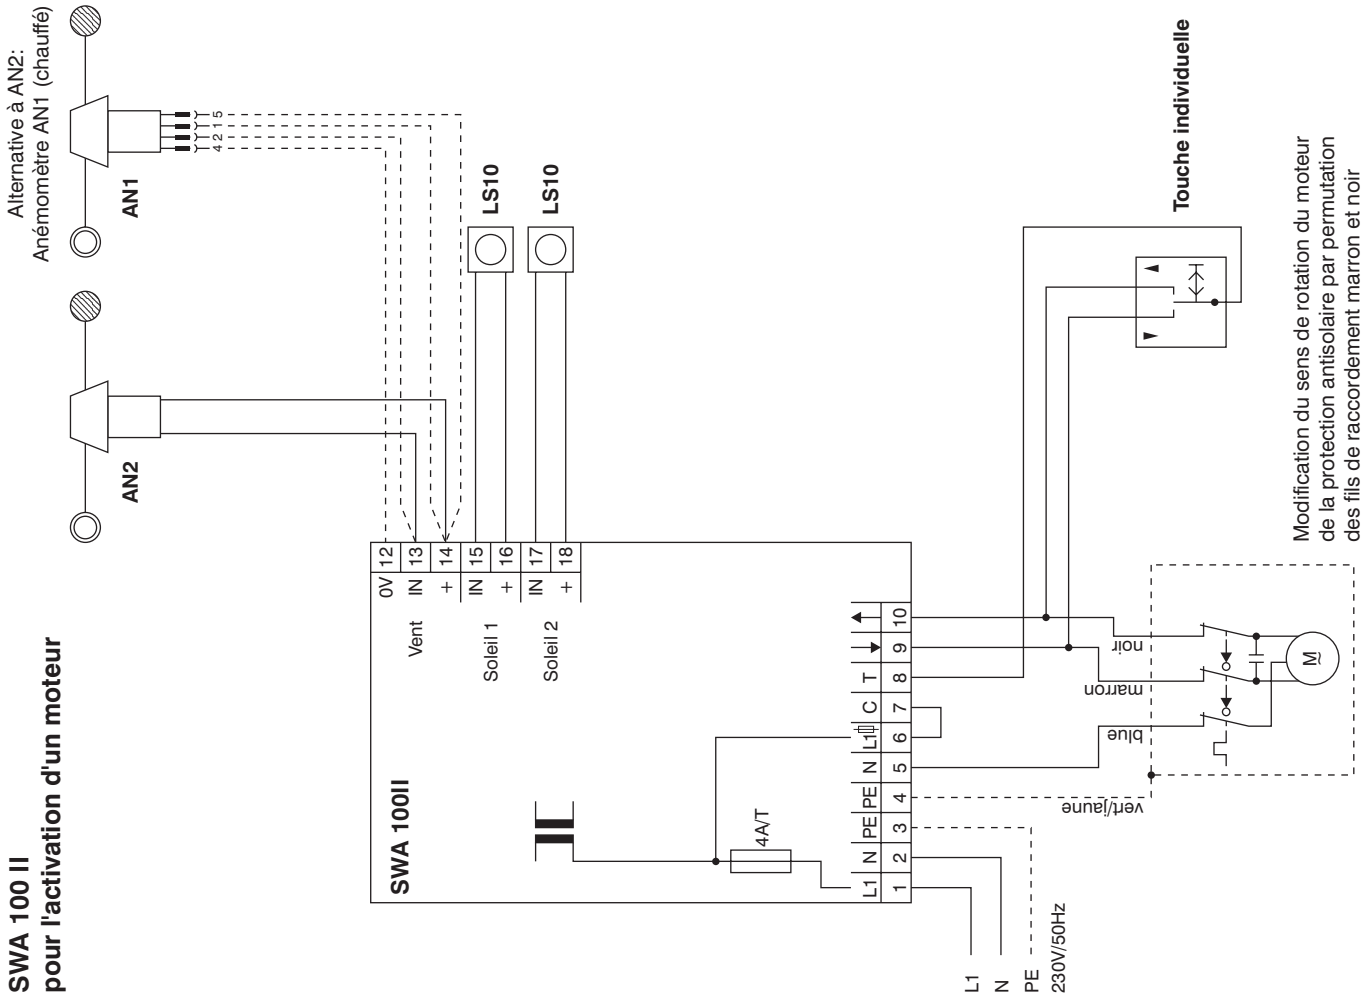 SWA 100 II
pour l'activation d'un moteur
Alternative à AN2:
Anémomètre AN1 (chauffé)
AN2
AN1
4 2 1 5
LS10
LS10
SWA 100II
0V 12
IN 13
+ 14
IN 15
+ 16
IN 17
+ 18
Vent
Soleil 1
Soleil 2
4A/T
L1 N PE PE N L1 C T
1 2 3 4 5 6 7 8 9 10
L1
N
PE
230V/50Hz
vert/jaune
blue
marron
noir
M
~
Touche individuelle
Modification du sens de rotation du moteur
de la protection antisolaire par permutation
des fils de raccordement marron et noir